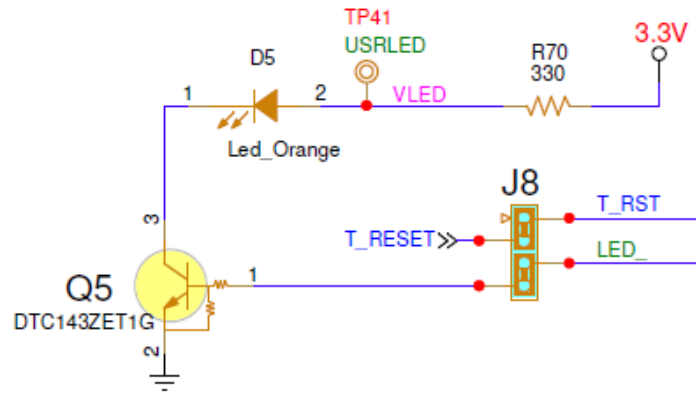 TP41
USRLED
D5
R70
330
3.3V
1
2
VLED
Led_Orange
J8
3
T_RESET
T_RST
LED_
Q5
1
DTC143ZET1G
2